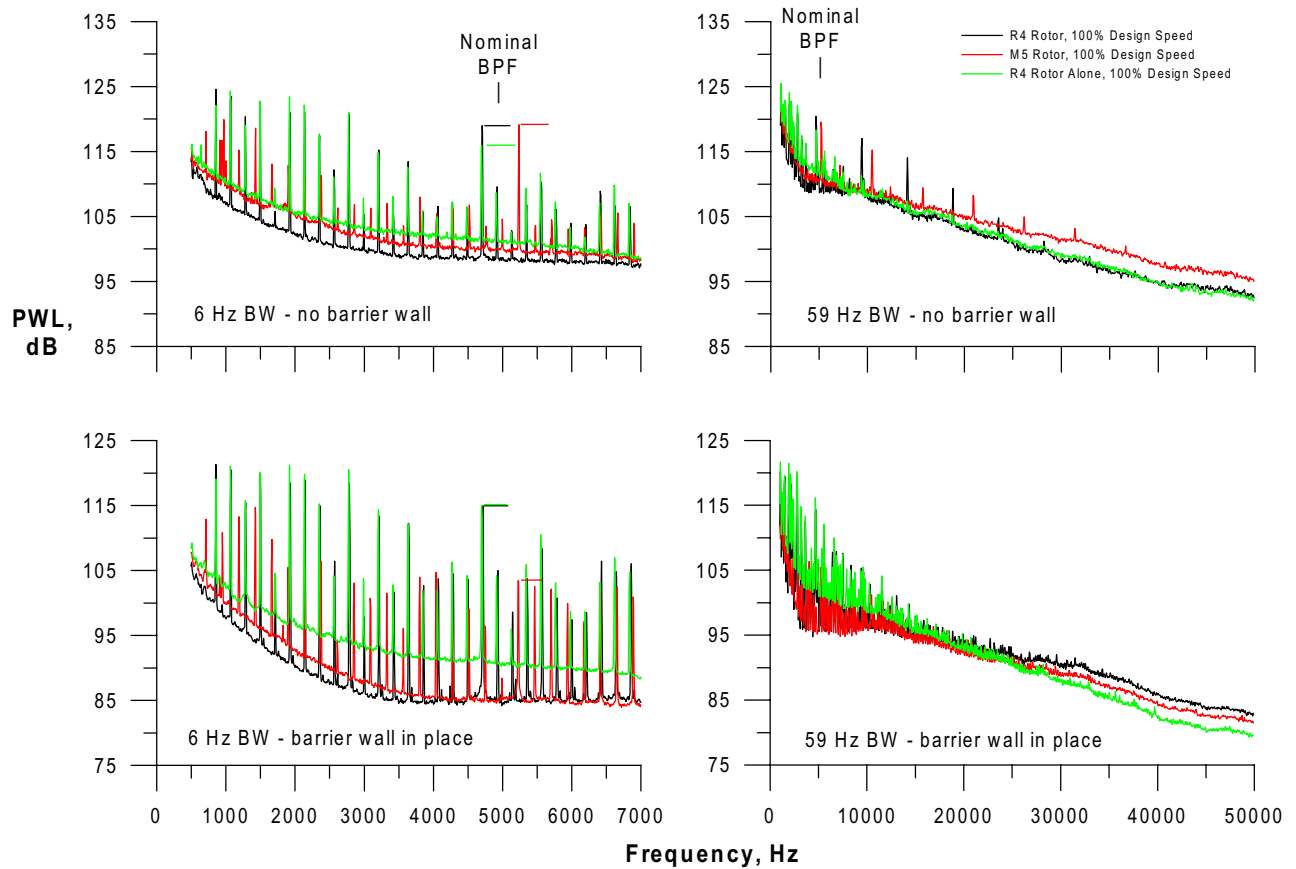 135
125
115
105
95
85
Nominal
BPF
6 Hz BW - no barrier wall
0 1000 2000 3000 4000 5000 6000 7000
135
125
115
105
95
85
Nominal
BPF
R4 Rotor, 100% Design Speed
M5 Rotor, 100% Design Speed
R4 Rotor Alone, 100% Design Speed
59 Hz BW - no barrier wall
PWL,
dB
125
115
105
95
85
75
6 Hz BW - barrier wall in place
125
115
105
95
85
75
59 Hz BW - barrier wall in place
0 10000 20000 30000 40000 50000
Frequency, Hz